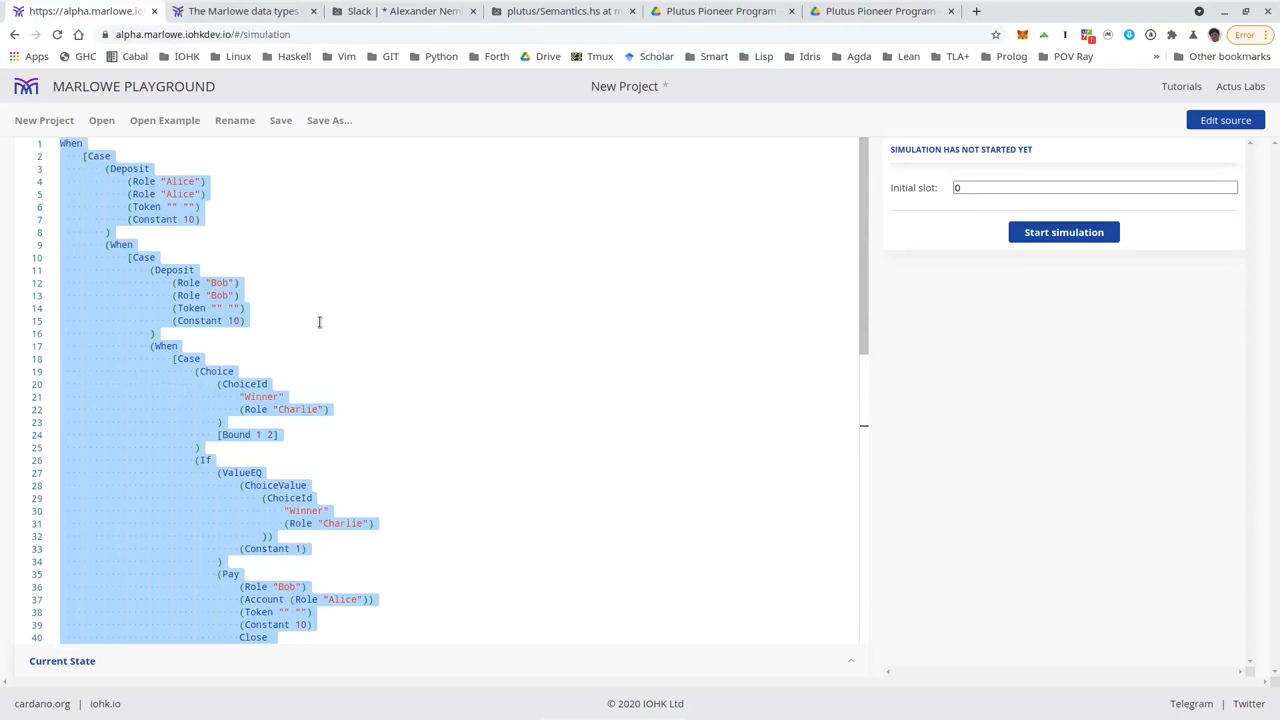 https://alpha.marlowe.io
The Marlowe data types
Slack | * Alexander Nem
plutus/Semantics.hs at m
Plutus Pioneer Program
Plutus Pioneer Program -
alpha.marlowe.iohkdev.io/#/simulation
Error
Apps
GHC
Cabal
IOHK
Linux
Haskell
Vim
GIT
Python
Forth
Drive
Tmux
Scholar
Smart
Lisp
Idris
Agda
Lean
TLA+
Prolog
POV Ray
»
Other bookmarks
MARLOWE PLAYGROUND
New Project *
Tutorials
Actus Labs
New Project
Open
Open Example
Rename
Save
Save As...
Edit source
1 When
2 [Case
3 (Deposit
4 (Role "Alice")
5 (Role "Alice")
6 (Token "" "")
7 (Constant 10)
8 )
9 (When
10 [Case
11 (Deposit
12 (Role "Bob")
13 (Role "Bob")
14 (Token "" "")
15 (Constant 10)
16 )
17 (When
18 [Case
19 (Choice
20 (ChoiceId
21 "Winner"
22 (Role "Charlie")
23 )
24 [Bound 1 2]
25 )
26 (If
27 (ValueEQ
28 (ChoiceValue
29 (ChoiceId
30 "Winner"
31 (Role "Charlie")
32 ))
33 (Constant 1)
34 )
35 (Pay
36 (Role "Bob")
37 (Account (Role "Alice"))
38 (Token "" "")
39 (Constant 10)
40 Close
SIMULATION HAS NOT STARTED YET
Initial slot:
0
Start simulation
Current State
cardano.org | iohk.io
© 2020 IOHK Ltd
Telegram | Twitter